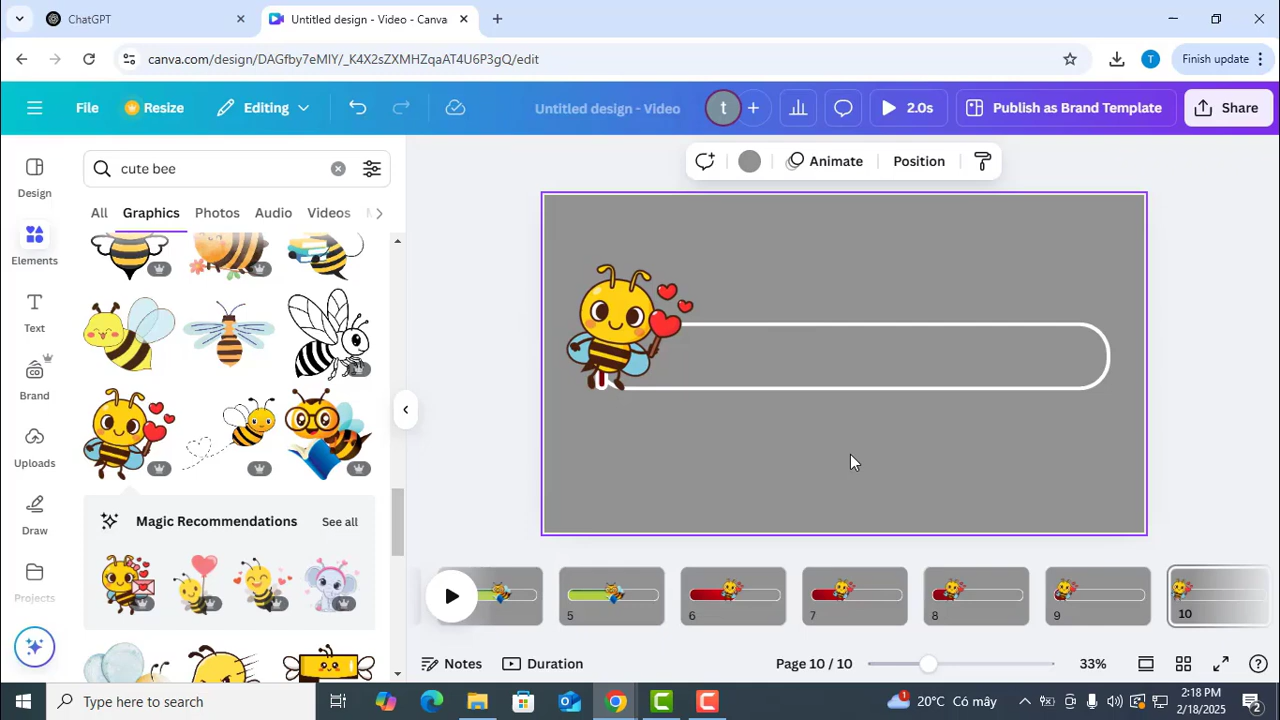 ChatGPT
Untitled design - Video - Canva
canva.com/design/DAGfby7eMIY/_K4X2sZXMHZqaAT4U6P3gQ/edit
T
Finish update
File
Resize
Editing
Untitled design - Video
t
2.0s
Publish as Brand Template
Share
Design
Elements
Text
Brand
Uploads
Draw
Projects
cute bee
All
Graphics
Photos
Audio
Videos
Animate
Position
Magic Recommendations
See all
5
6
7
8
9
10
Notes
Duration
Page 10 / 10
33%
Type here to search
1
20°C Có mây
2:18 PM
2/18/2025
2